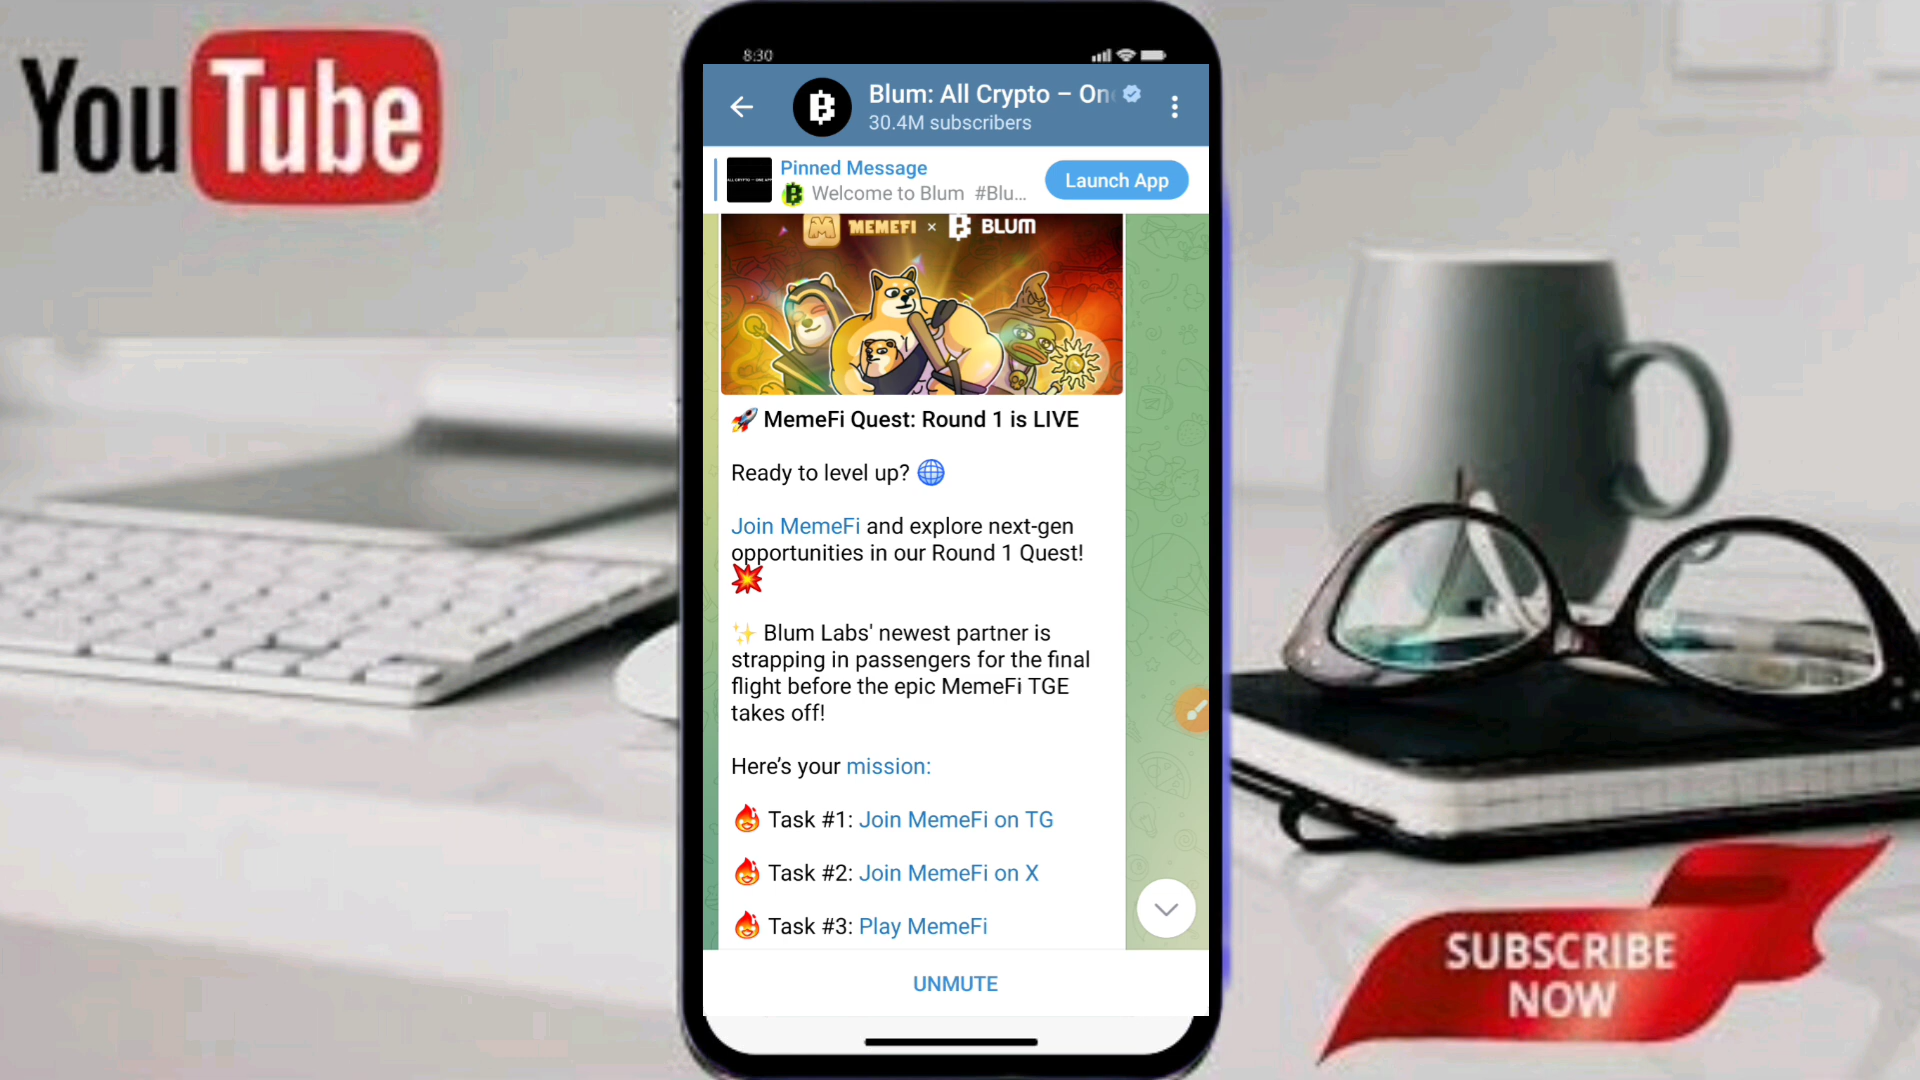 YouTube
8:30
Blum: All Crypto – On
30.4M subscribers
Pinned Message
Welcome to Blum #Blu...
Launch App
MEMEFI × BLUM
🚀 MemeFi Quest: Round 1 is LIVE
Ready to level up? 🌐
Join MemeFi and explore next-gen
opportunities in our Round 1 Quest!
💥
✨ Blum Labs' newest partner is
strapping in passengers for the final
flight before the epic MemeFi TGE
takes off!
Here’s your mission:
🔥 Task #1: Join MemeFi on TG
🔥 Task #2: Join MemeFi on X
🔥 Task #3: Play MemeFi
UNMUTE
SUBSCRIBE
NOW